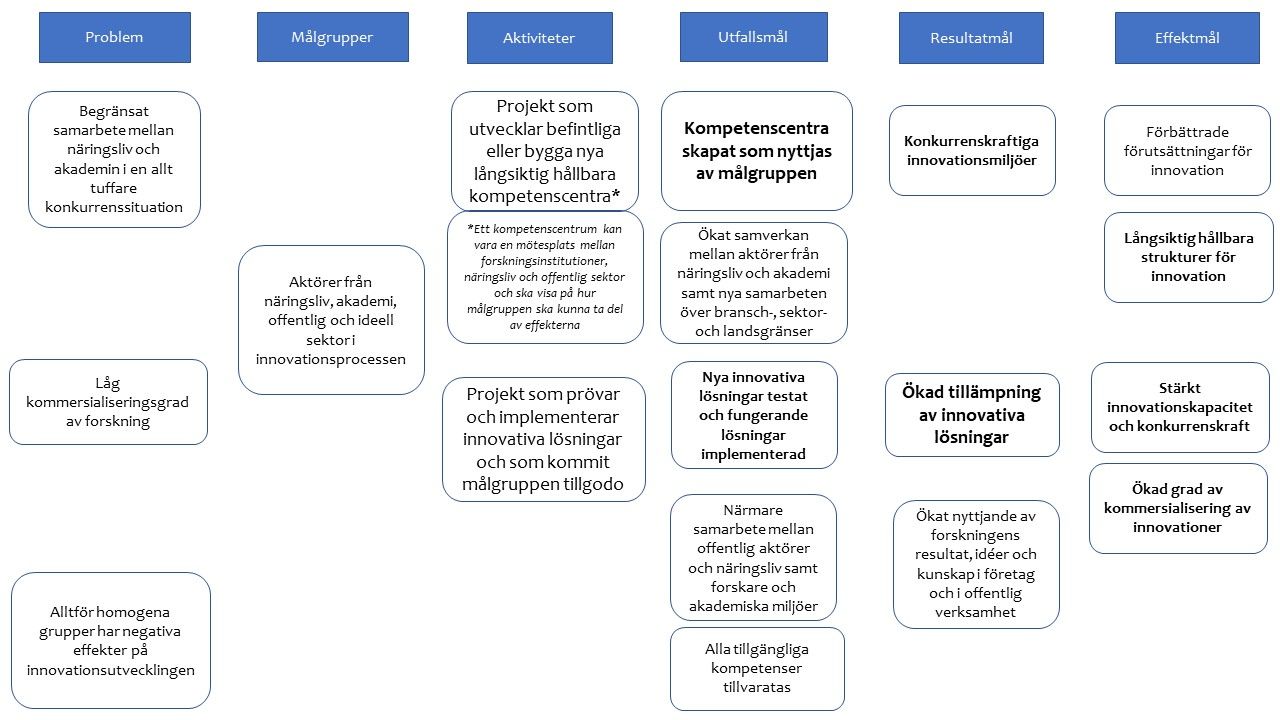 Problem
Målgrupper
Aktiviteter
Utfallsmål
Resultatmål
Effektmål
Begränsat
samarbete mellan
näringsliv och
akademin i en allt
tuffare
konkurrenssituation
Låg
kommersialiseringsgrad
av forskning
Alltför homogena
grupper har negativa
effekter på
innovationsutvecklingen
Aktörer från
näringsliv, akademi,
offentlig och ideell
sektor i
innovationsprocessen
Projekt som
utvecklar befintliga
eller bygga nya
långsiktig hållbara
kompetenscentra*
*Ett kompetenscentrum kan
vara en mötesplats mellan
forskningsinstitutioner,
näringsliv och offentlig sektor
och ska visa på hur
målgruppen ska kunna ta del
av effekterna
Projekt som prövar
och implementerar
innovativa lösningar
och som kommit
målgruppen tillgodo
Kompetenscentra
skapat som nyttjas
av målgruppen
Ökat samverkan
mellan aktörer från
näringsliv och akademi
samt nya samarbeten
över bransch-, sektor-
och landsgränser
Nya innovativa
lösningar testat
och fungerande
lösningar
implementerad
Närmare
samarbete mellan
offentlig aktörer
och näringsliv samt
forskare och
akademiska miljöer
Alla tillgängliga
kompetenser
tillvaratas
Konkurrenskraftiga
innovationsmiljöer
Ökad tillämpning
av innovativa
lösningar
Ökat nyttjande av
forskningens
resultat, idéer och
kunskap i företag
och i offentlig
verksamhet
Förbättrade
förutsättningar för
innovation
Långsiktig hållbara
strukturer för
innovation
Stärkt
innovationskapacitet
och konkurrenskraft
Ökad grad av
kommersialisering av
innovationer